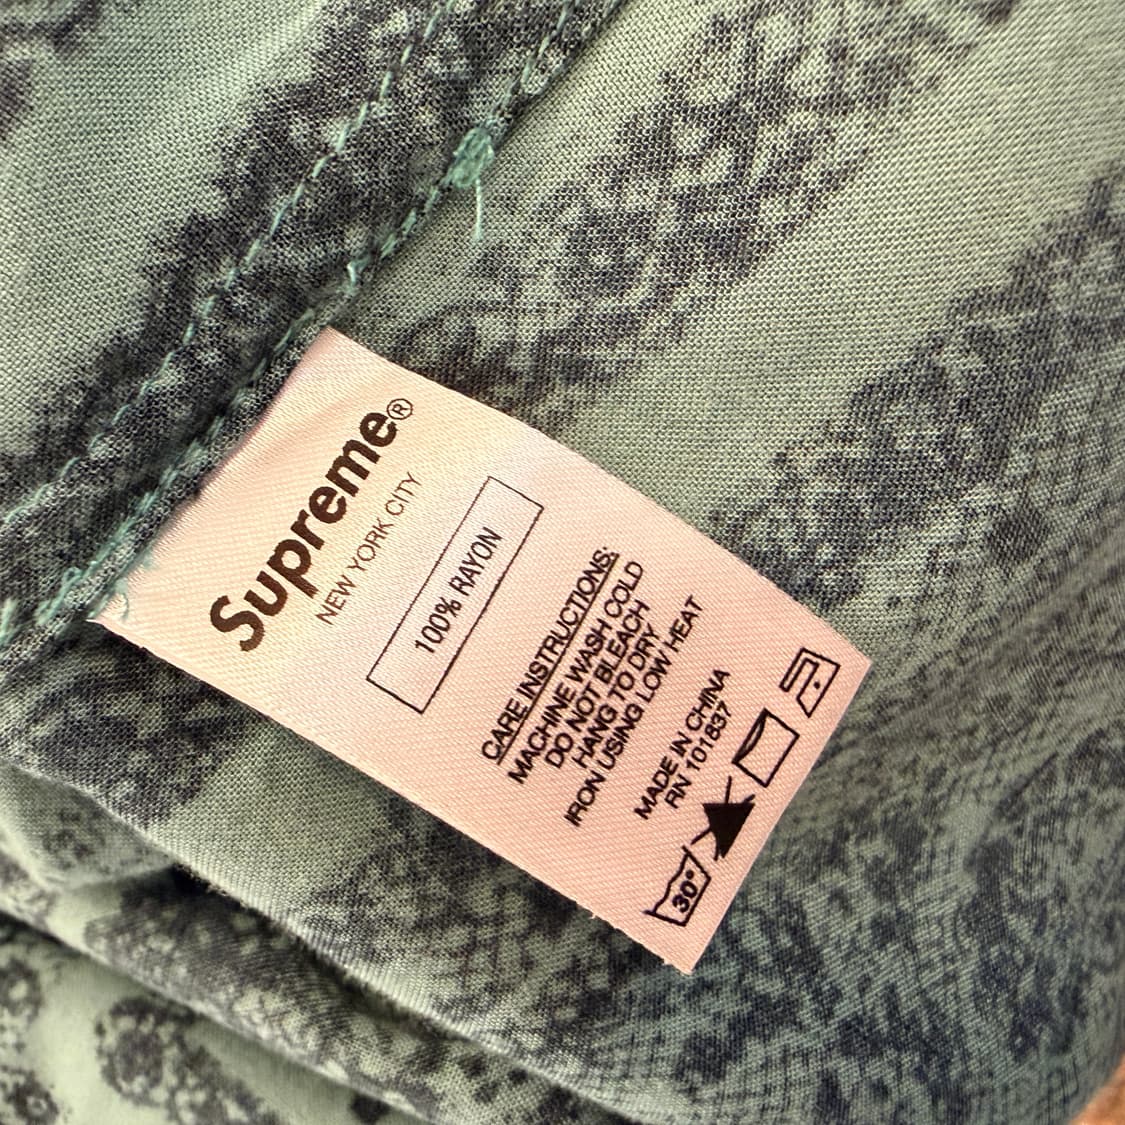 Supreme®
NEW YORK CITY
100% RAYON
CARE INSTRUCTIONS:
MACHINE WASH COLD
DO NOT BLEACH
HANG TO DRY
IRON USING LOW HEAT
MADE IN CHINA
RN 101837
30°